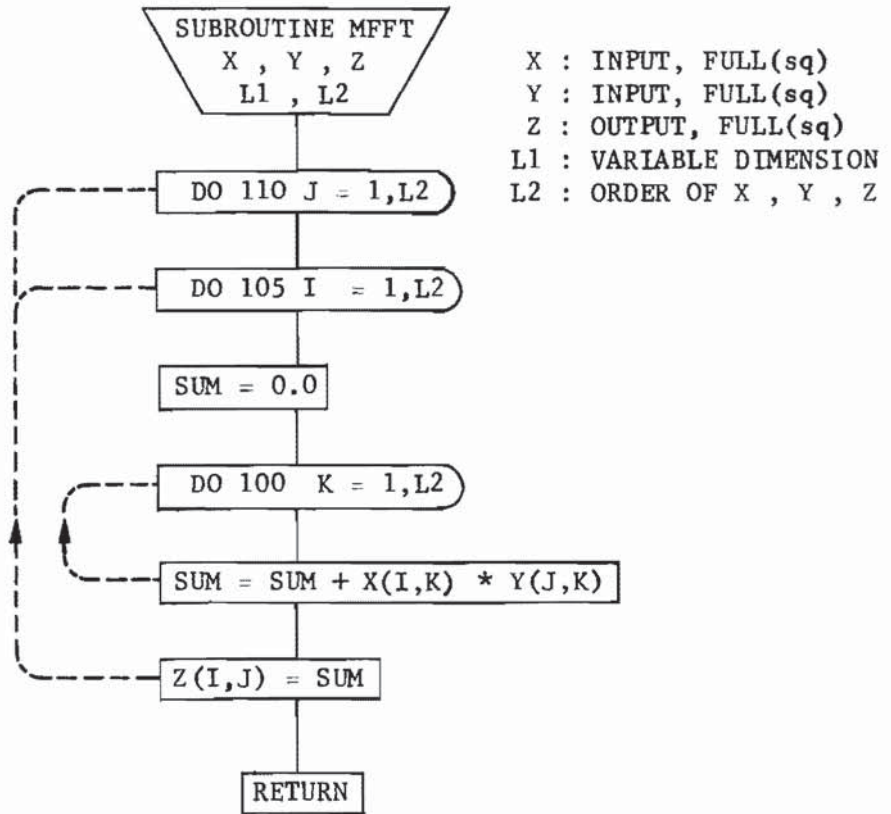 SUBROUTINE MFFT
X , Y , Z
L1 , L2
X : INPUT, FULL(sq)
Y : INPUT, FULL(sq)
Z : OUTPUT, FULL(sq)
L1 : VARIABLE DIMENSION
L2 : ORDER OF X , Y , Z
DO 110 J = 1,L2
DO 105 I = 1,L2
SUM = 0.0
DO 100 K = 1,L2
SUM = SUM + X(I,K) * Y(J,K)
Z(I,J) = SUM
RETURN